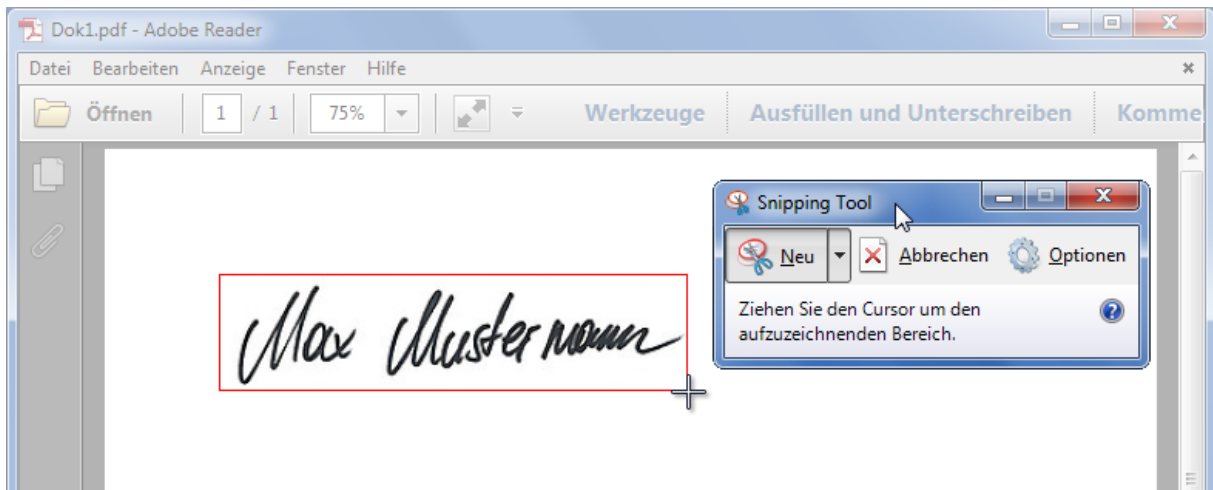 Dok1.pdf - Adobe Reader
Datei Bearbeiten Anzeige Fenster Hilfe
Öffnen 1 / 1 75% Werkzeuge Ausfüllen und Unterschreiben Komme
Snipping Tool
Neu Abbrechen Optionen
Ziehen Sie den Cursor um den
aufzuzeichnenden Bereich.
Max Mustermann